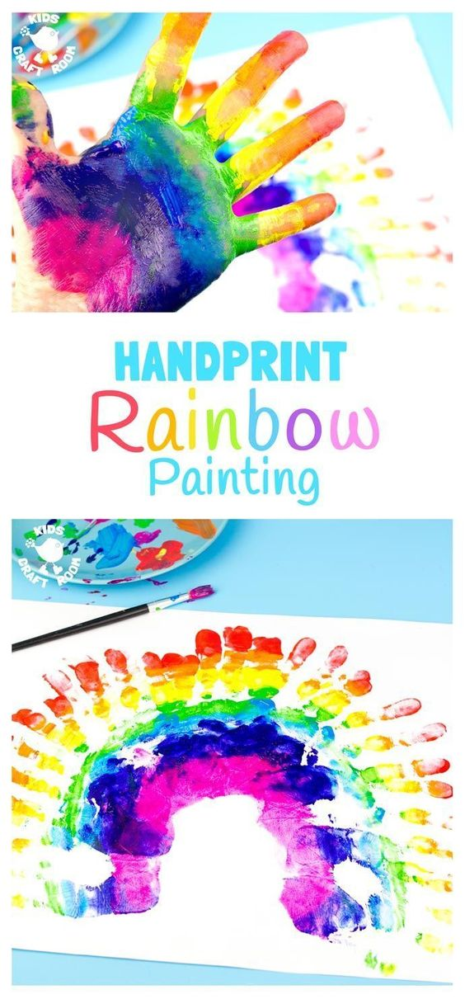 KIDS
CRAFT ROOM
HANDPRINT
Rainbow
Painting
KIDS
CRAFT ROOM